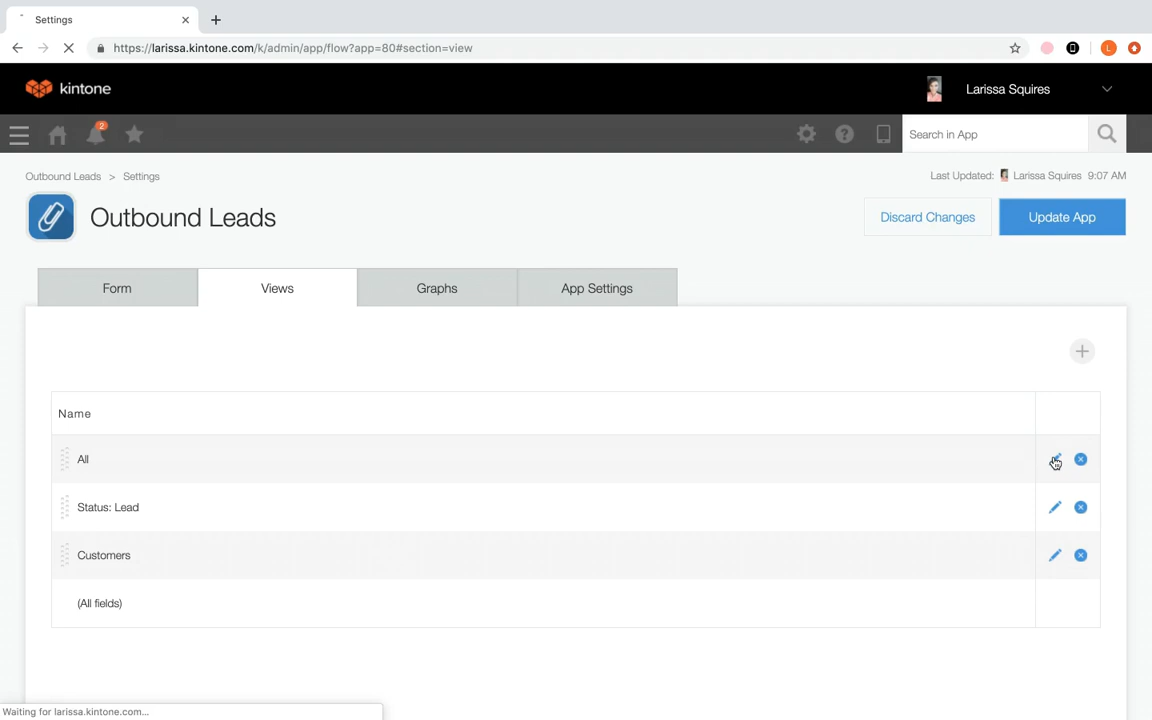 Settings
https://larissa.kintone.com/k/admin/app/flow?app=80#section=view
L
kintone
Larissa Squires
2
Search in App
Outbound Leads > Settings
Last Updated: Larissa Squires 9:07 AM
Outbound Leads
Discard Changes
Update App
Form
Views
Graphs
App Settings
Name
All
Status: Lead
Customers
(All fields)
Waiting for larissa.kintone.com...